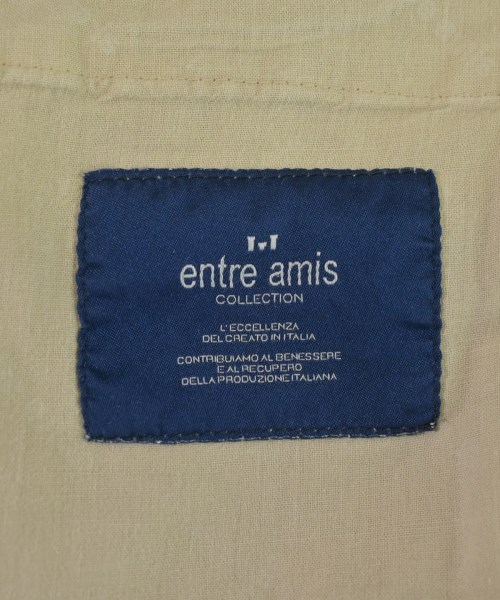 entre amis
COLLECTION
L'ECCELLENZA
DEL CREATO IN ITALIA
CONTRIBUIAMO AL BENESSERE
E AL RECUPERO
DELLA PRODUZIONE ITALIANA